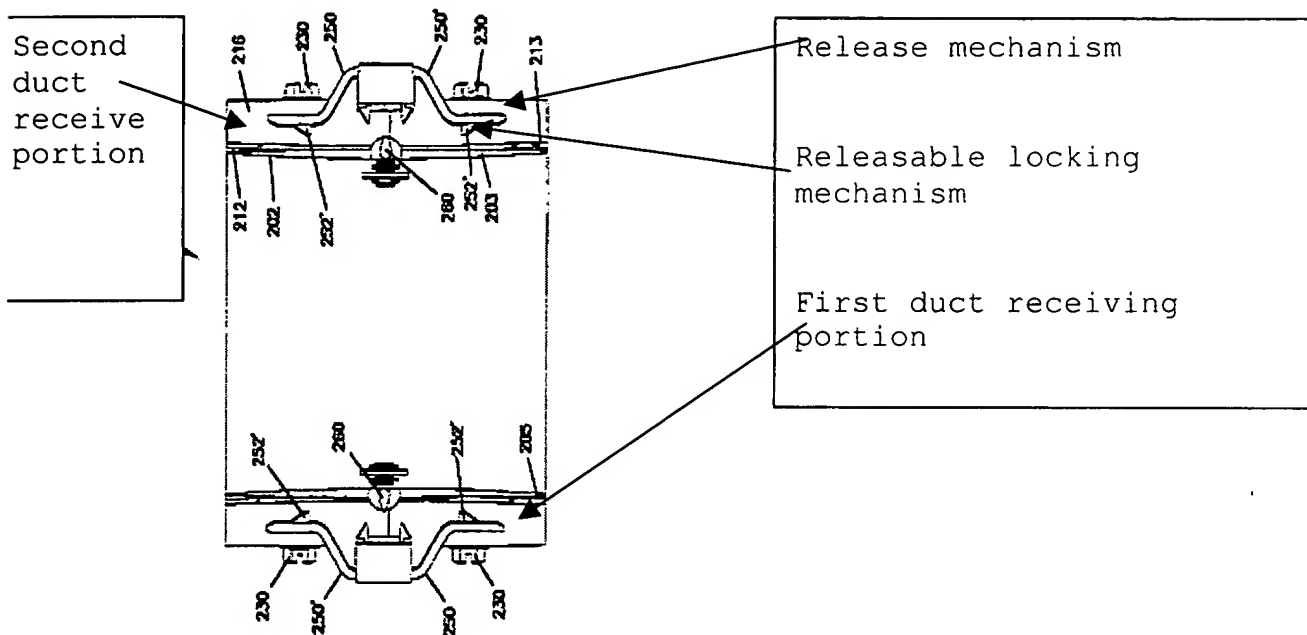 Second
duct
receive
portion
216
230
250
250'
230
213
Release mechanism
Releasable locking
mechanism
First duct receiving
portion
212
202
252'
260
252'
203
252'
260
252'
205
230
250'
250
230